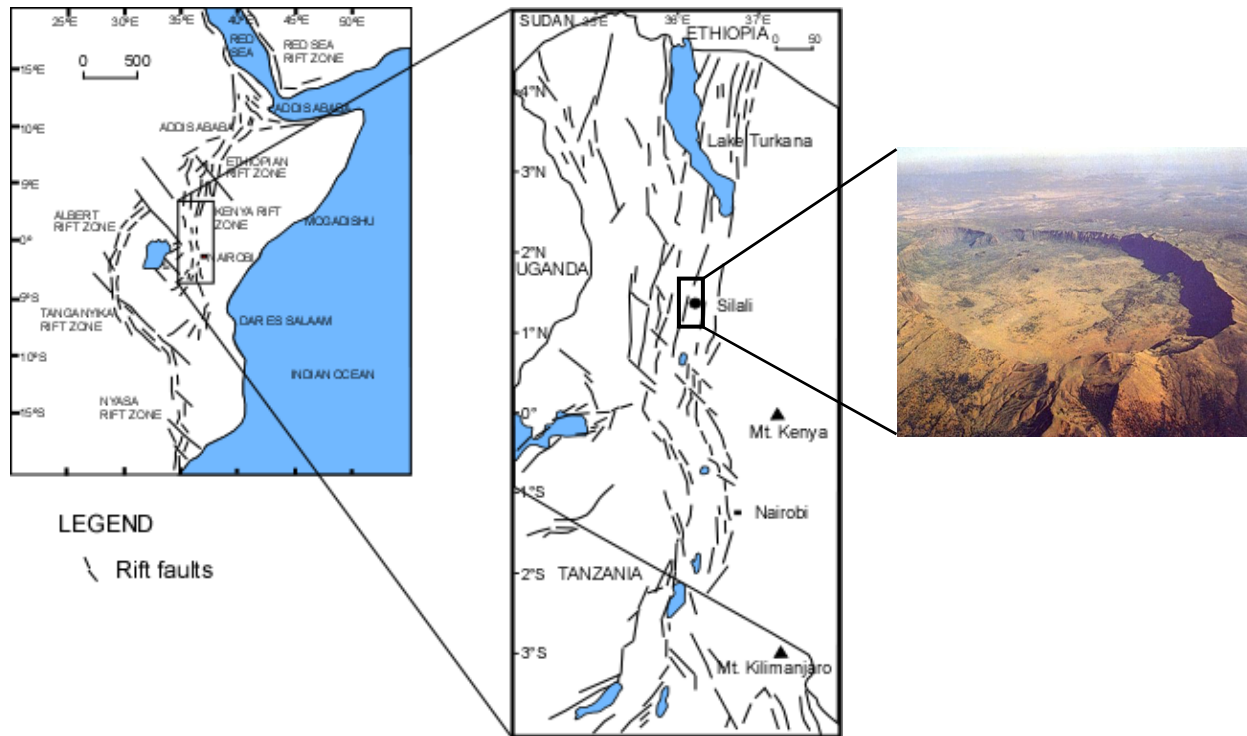 25°E 30°E 35°E 40°E 45°E 50°E
RED
SEA
RED SEA
RIFT ZONE
0 500
15°E
ADDIS ABABA
ADDIS ABABA
10°E
ETHIOPIAN
RIFT ZONE
9°E
ALBERT
RIFT ZONE
KENYA RIFT
ZONE
MOGADISHU
0°
NAIROBI
9°S
TANGANYIKA
RIFT ZONE
DAR ES SALAAM
10°S
INDIAN OCEAN
NYASA
RIFT ZONE
15°S
LEGEND
Rift faults
SUDAN 35°E 36°E 37°E
ETHIOPIA
0 50
4°N
Lake Turkana
3°N
2°N
UGANDA
Silali
1°N
0°
Mt. Kenya
1°S
Nairobi
2°S
TANZANIA
3°S
Mt. Kilimanjaro